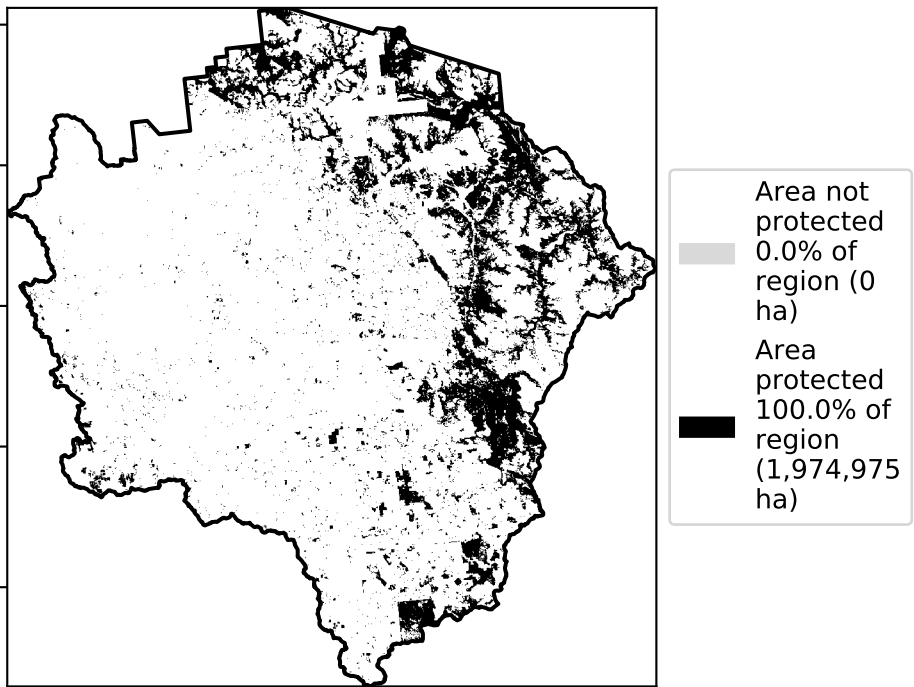 Area not
protected
0.0% of
region (0
ha)
Area
protected
100.0% of
region
(1,974,975
ha)